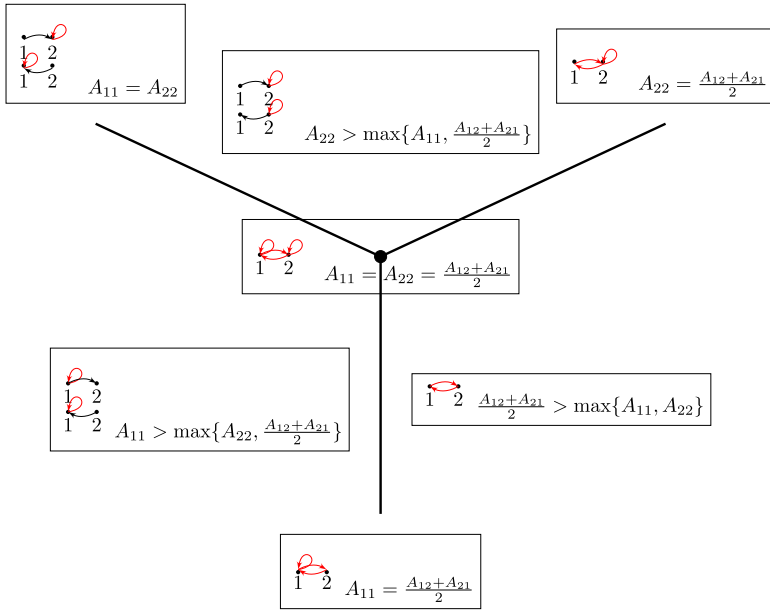 1 2
1 2
$A_{11} = A_{22}$
1 2
1 2
$A_{22} > \max\{A_{11}, \frac{A_{12}+A_{21}}{2}\}$
1 2
$A_{22} = \frac{A_{12}+A_{21}}{2}$
1 2
$A_{11} = A_{22} = \frac{A_{12}+A_{21}}{2}$
1 2
1 2
$A_{11} > \max\{A_{22}, \frac{A_{12}+A_{21}}{2}\}$
1 2
$\frac{A_{12}+A_{21}}{2} > \max\{A_{11}, A_{22}\}$
1 2
$A_{11} = \frac{A_{12}+A_{21}}{2}$